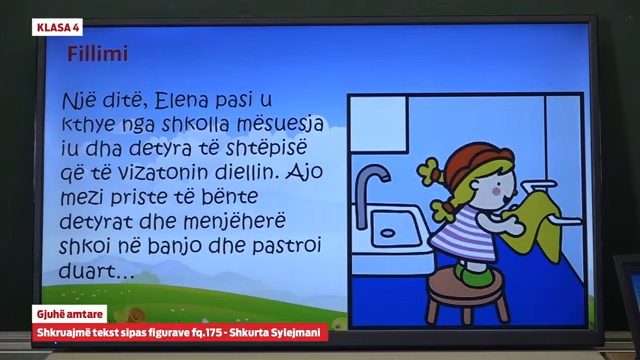 KLASA 4
Fillimi
Një ditë, Elena pasi u
kthye nga shkolla mësuesja
iu dha detyra të shtëpisë
që të vizatonin diellin. Ajo
mezi priste të bënte
detyrat dhe menjëherë
shkoi në banjo dhe pastroi
duart...
Gjuhë amtare
Shkruajmë tekst sipas figurave fq.175 - Shkurta Sylejmani